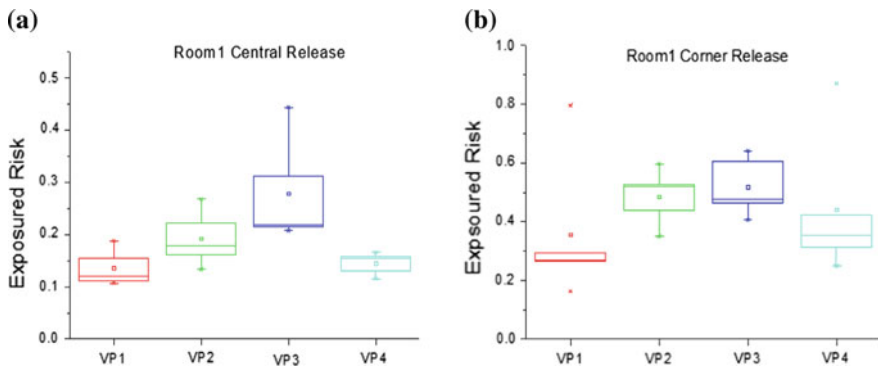 (a)
Room1 Central Release
Exposured Risk
0.5
0.4
0.3
0.2
0.1
0.0
VP1 VP2 VP3 VP4
(b)
Room1 Corner Release
Expsoured Risk
1.0
0.8
0.6
0.4
0.2
0.0
VP1 VP2 VP3 VP4